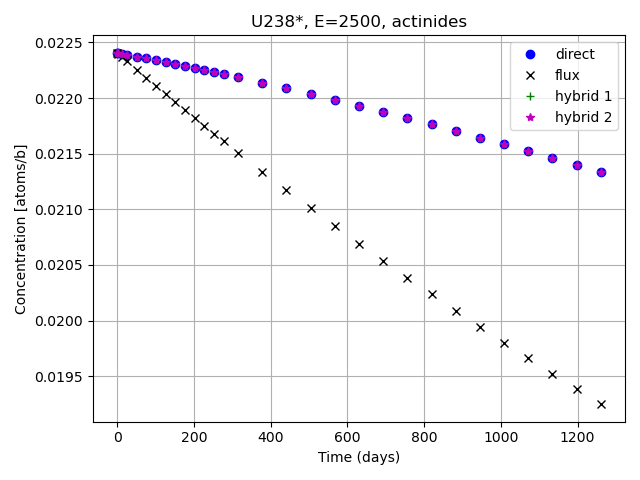 U238*, E=2500, actinides
direct
flux
hybrid 1
hybrid 2
Concentration [atoms/b]
0.0225
0.0220
0.0215
0.0210
0.0205
0.0200
0.0195
0 200 400 600 800 1000 1200
Time (days)